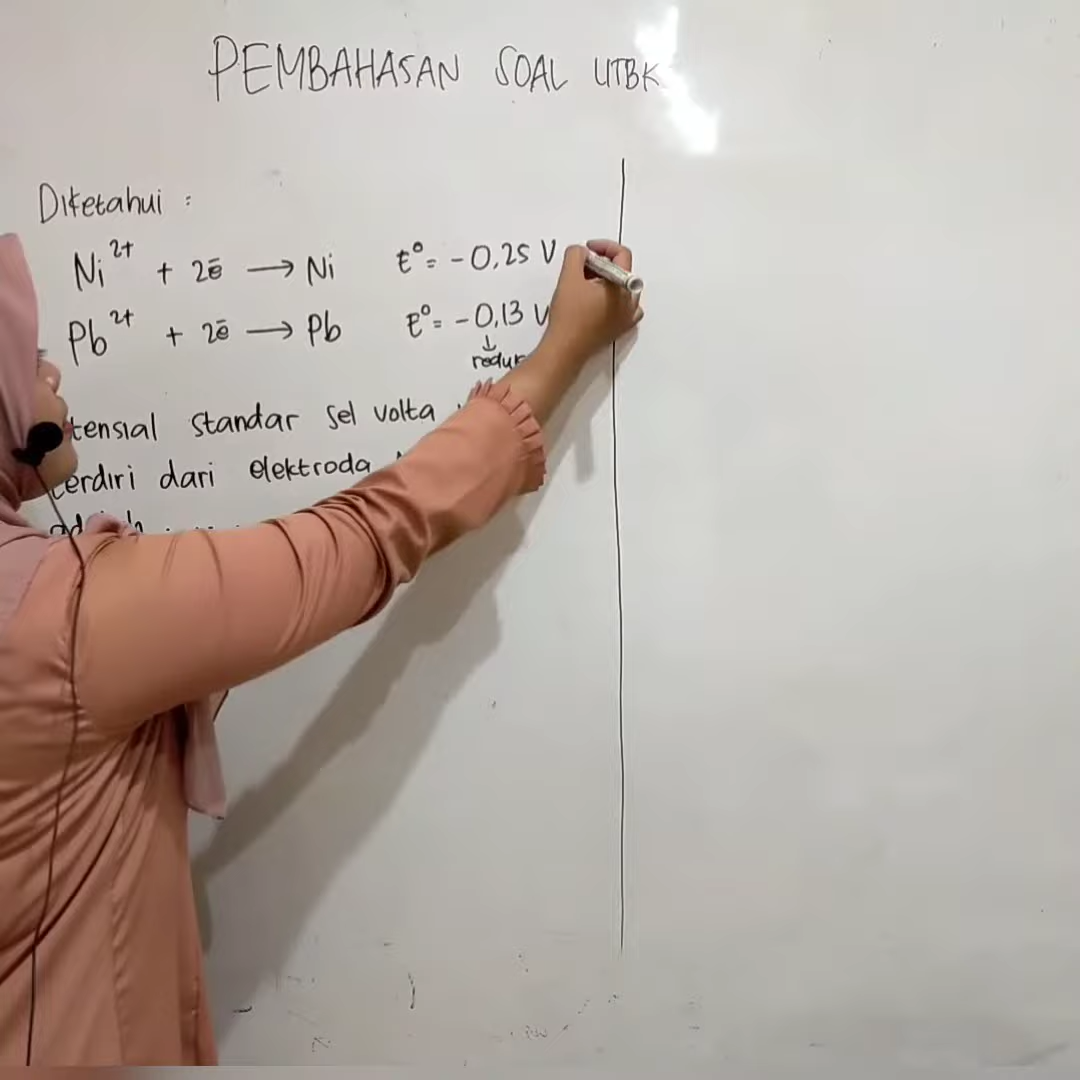 PEMBAHASAN SOAL UTBK
Diketahui :
Ni²⁺ + 2ē → Ni E° = -0,25 V
Pb²⁺ + 2ē → Pb E° = -0,13 V
↓
tensial standar sel volta
terdiri dari elektroda